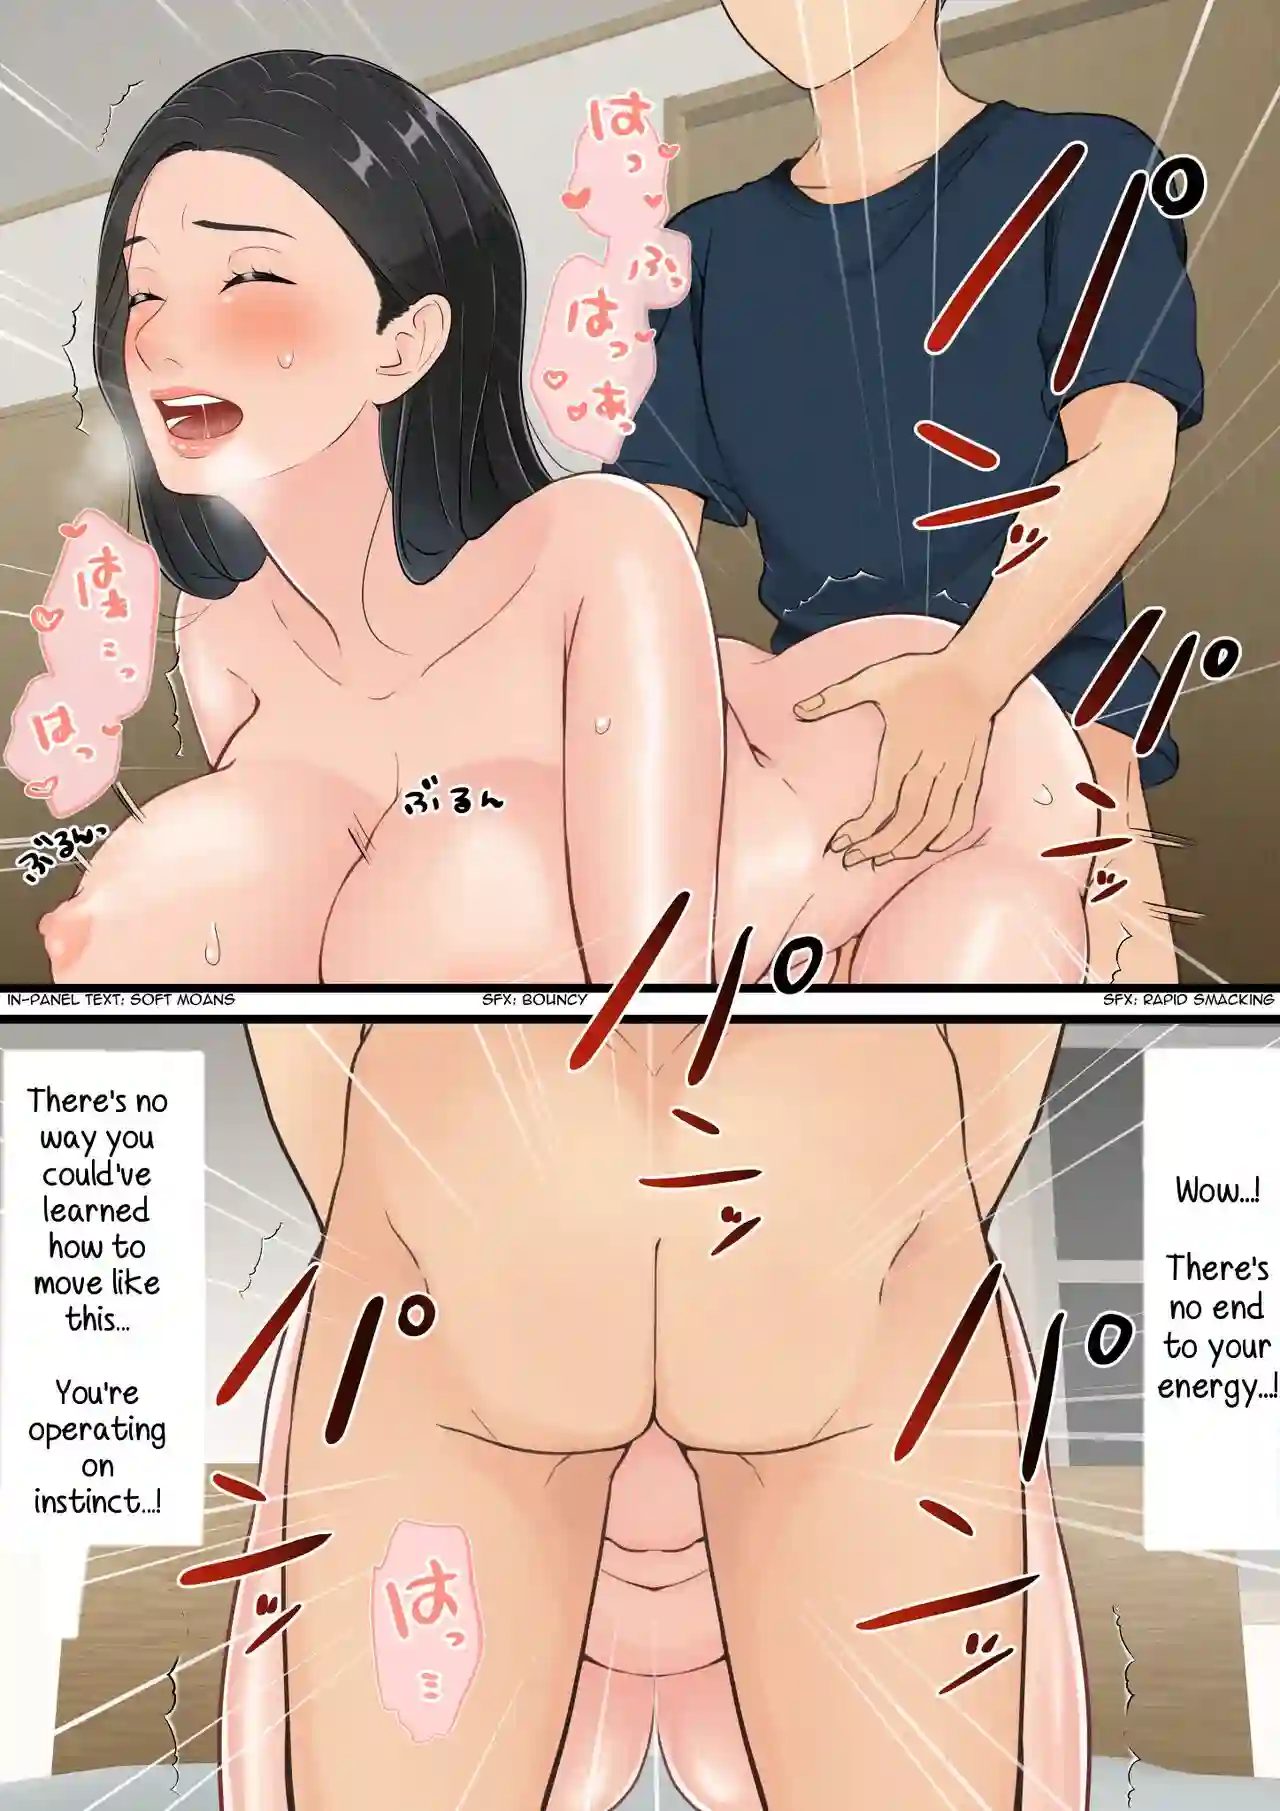 はっ
ふっ
はっ
あっ
はぁ
…っ
はっ
ぶるんっ
ぶるん
パンッ
パンッ
パンッ
IN-PANEL TEXT: SOFT MOANS
SFX: BOUNCY
SFX: RAPID SMACKING
Wow...!
There's
no end
to your
energy...!
There's no
way you
could've
learned
how to
move like
this...
You're
operating
on
instinct...!
パンッ
パンッ
はっ…